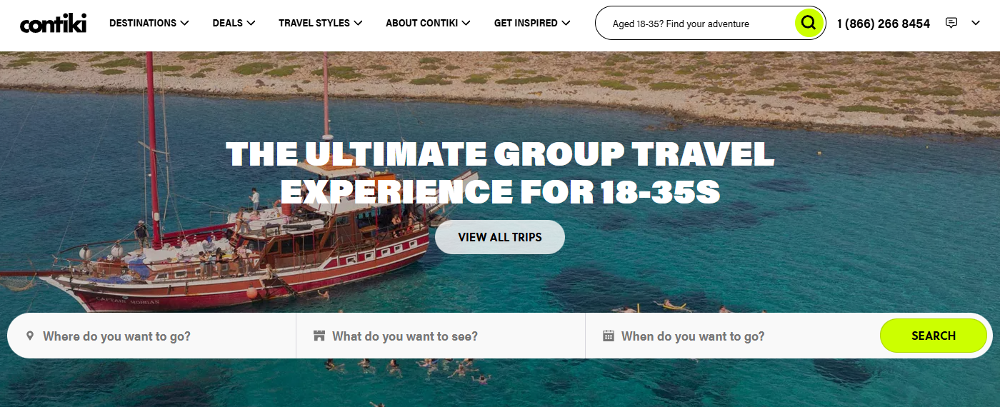 contiki
DESTINATIONS
DEALS
TRAVEL STYLES
ABOUT CONTIKI
GET INSPIRED
Aged 18-35? Find your adventure
1 (866) 266 8454
THE ULTIMATE GROUP TRAVEL
EXPERIENCE FOR 18-35S
VIEW ALL TRIPS
CAPTAIN MORGAN
Where do you want to go?
What do you want to see?
When do you want to go?
SEARCH